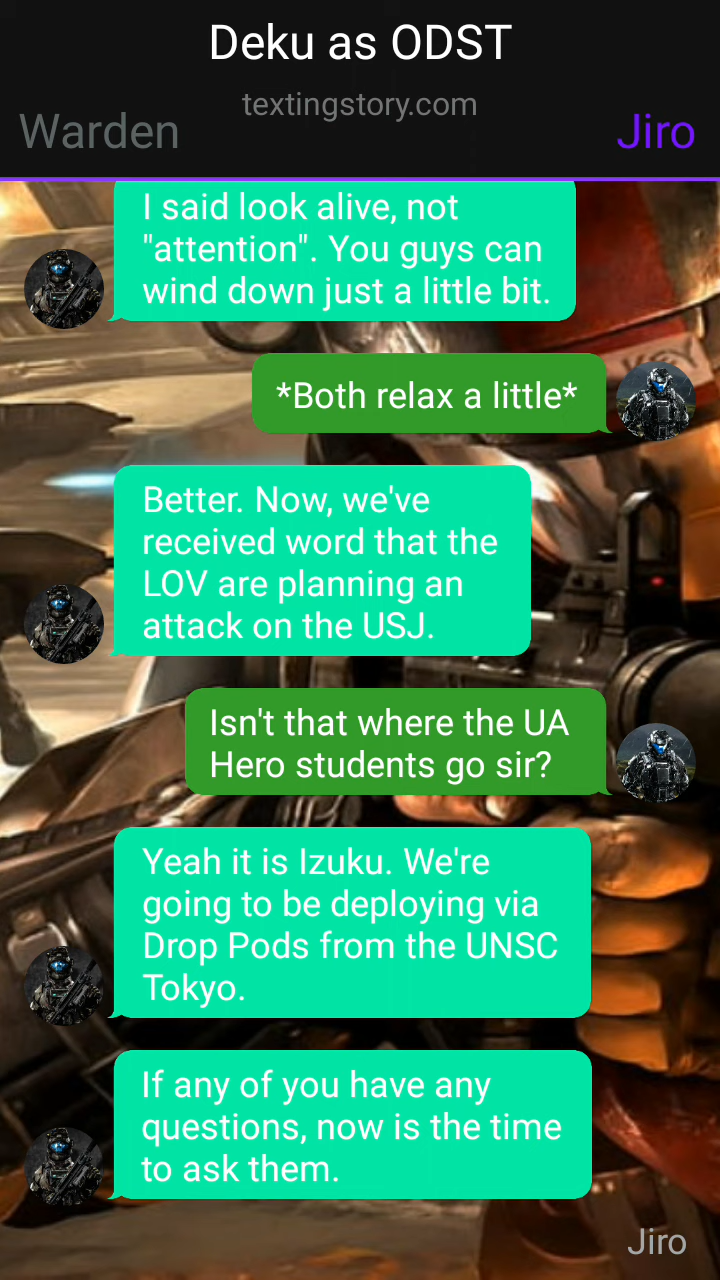 Deku as ODST
textingstory.com
Warden
Jiro
I said look alive, not
"attention". You guys can
wind down just a little bit.
*Both relax a little*
Better. Now, we've
received word that the
LOV are planning an
attack on the USJ.
Isn't that where the UA
Hero students go sir?
Yeah it is Izuku. We're
going to be deploying via
Drop Pods from the UNSC
Tokyo.
If any of you have any
questions, now is the time
to ask them.
Jiro